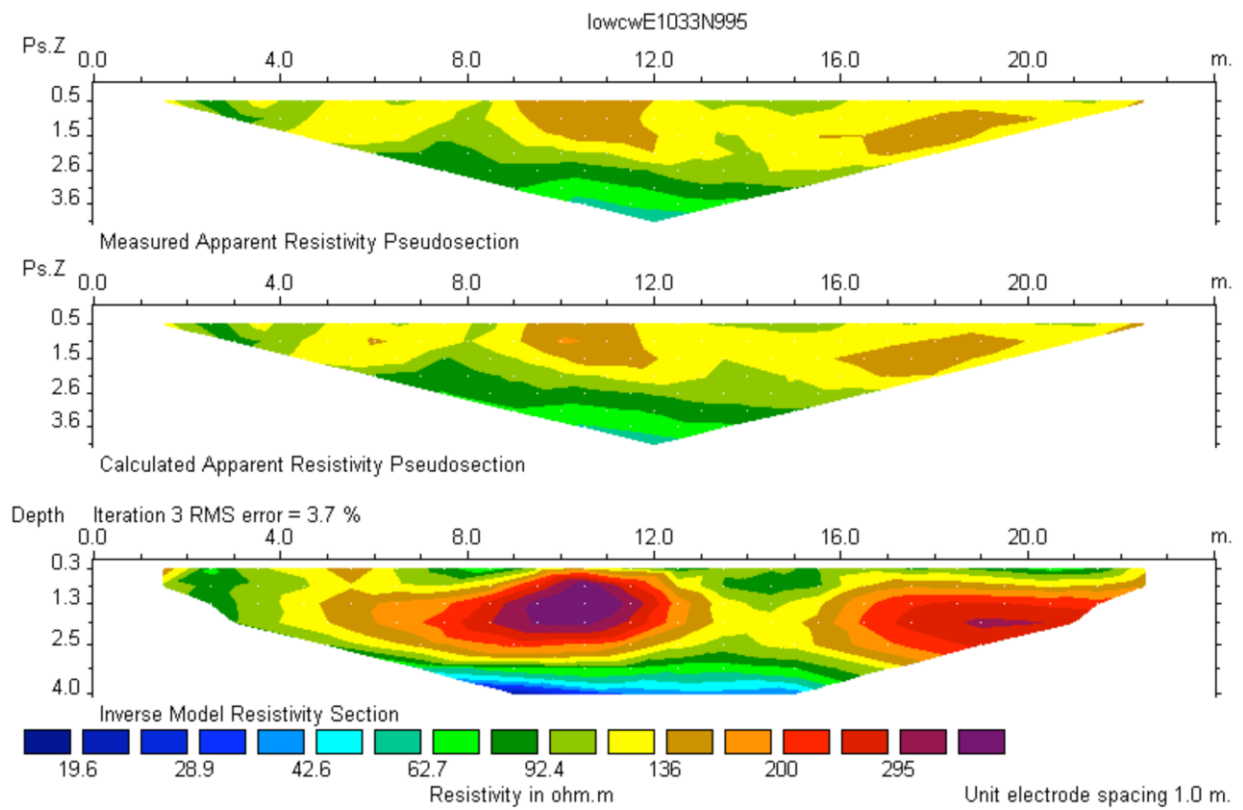 lowcwE1033N995
Ps.Z 0.0 4.0 8.0 12.0 16.0 20.0 m.
0.5
1.5
2.6
3.6
Measured Apparent Resistivity Pseudosection
Ps.Z 0.0 4.0 8.0 12.0 16.0 20.0 m.
0.5
1.5
2.6
3.6
Calculated Apparent Resistivity Pseudosection
Depth Iteration 3 RMS error = 3.7 %
0.0 4.0 8.0 12.0 16.0 20.0 m.
0.3
1.3
2.5
4.0
Inverse Model Resistivity Section
19.6 28.9 42.6 62.7 92.4 136 200 295
Resistivity in ohm.m Unit electrode spacing 1.0 m.